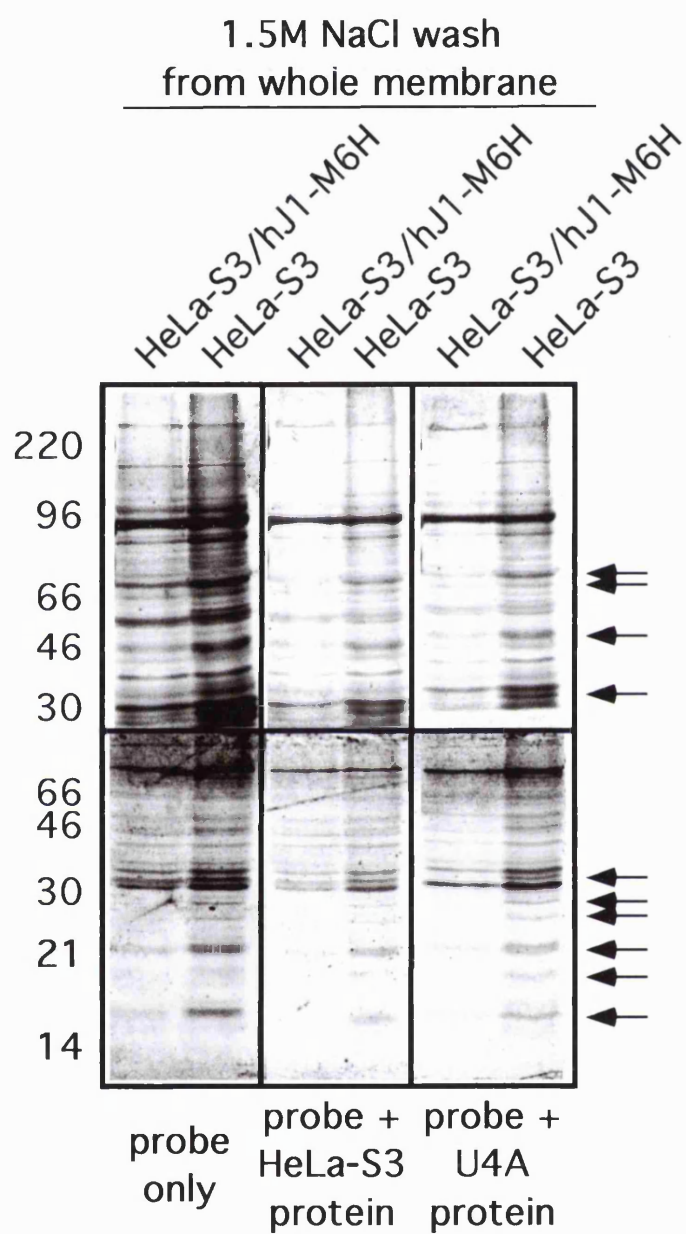 1.5M NaCl wash
from whole membrane
HeLa-S3/hJ1-M6H
HeLa-S3
HeLa-S3/hJ1-M6H
HeLa-S3
HeLa-S3/hJ1-M6H
HeLa-S3
220
96
66
46
30
66
46
30
21
14
probe only
probe + HeLa-S3 protein
probe + U4A protein